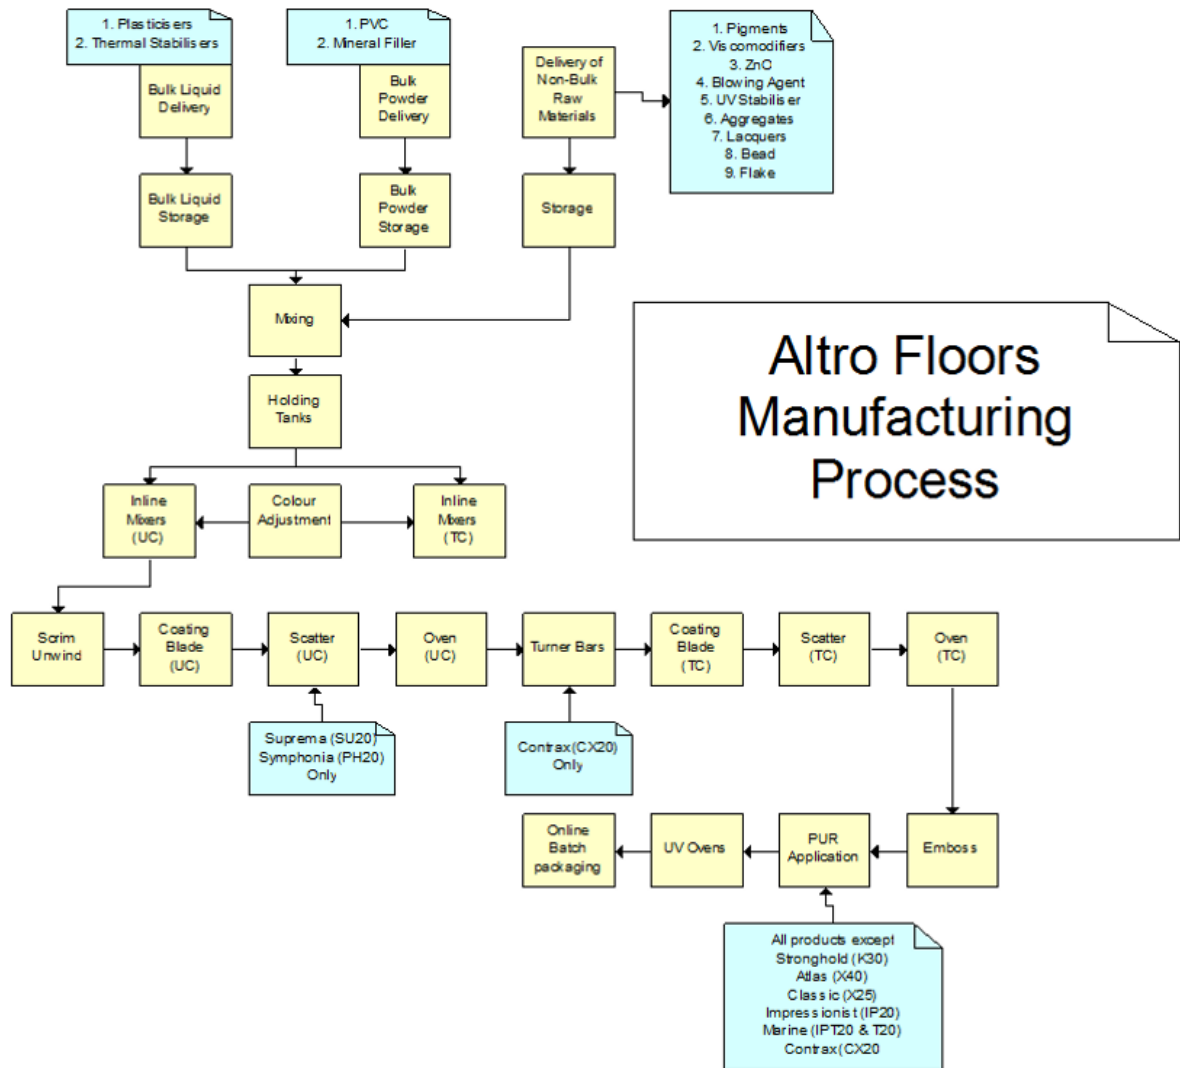 1. Plasticisers
2. Thermal Stabilisers
1. PVC
2. Mineral Filler
1. Pigments
2. Viscomodifiers
3. ZnO
4. Blowing Agent
5. UV Stabiliser
6. Aggregates
7. Lacquers
8. Bead
9. Flake
Bulk Liquid
Delivery
Bulk
Powder
Delivery
Delivery of
Non-Bulk
Raw
Materials
Bulk Liquid
Storage
Bulk
Powder
Storage
Storage
Mixing
Altro Floors
Manufacturing
Process
Holding
Tanks
Inline
Mixers
(UC)
Colour
Adjustment
Inline
Mixers
(TC)
Scrim
Unwind
Coating
Blade
(UC)
Scatter
(UC)
Oven
(UC)
Turner Bars
Coating
Blade
(TC)
Scatter
(TC)
Oven
(TC)
Suprema (SU20)
Symphonia (PH20)
Only
Contrax(CX20)
Only
Online
Batch
packaging
UV Ovens
PUR
Application
Emboss
All products except
Stronghold (K30)
Atlas (X40)
Classic (X25)
Impressionist (IP20)
Marine (IPT20 & T20)
Contrax(CX20